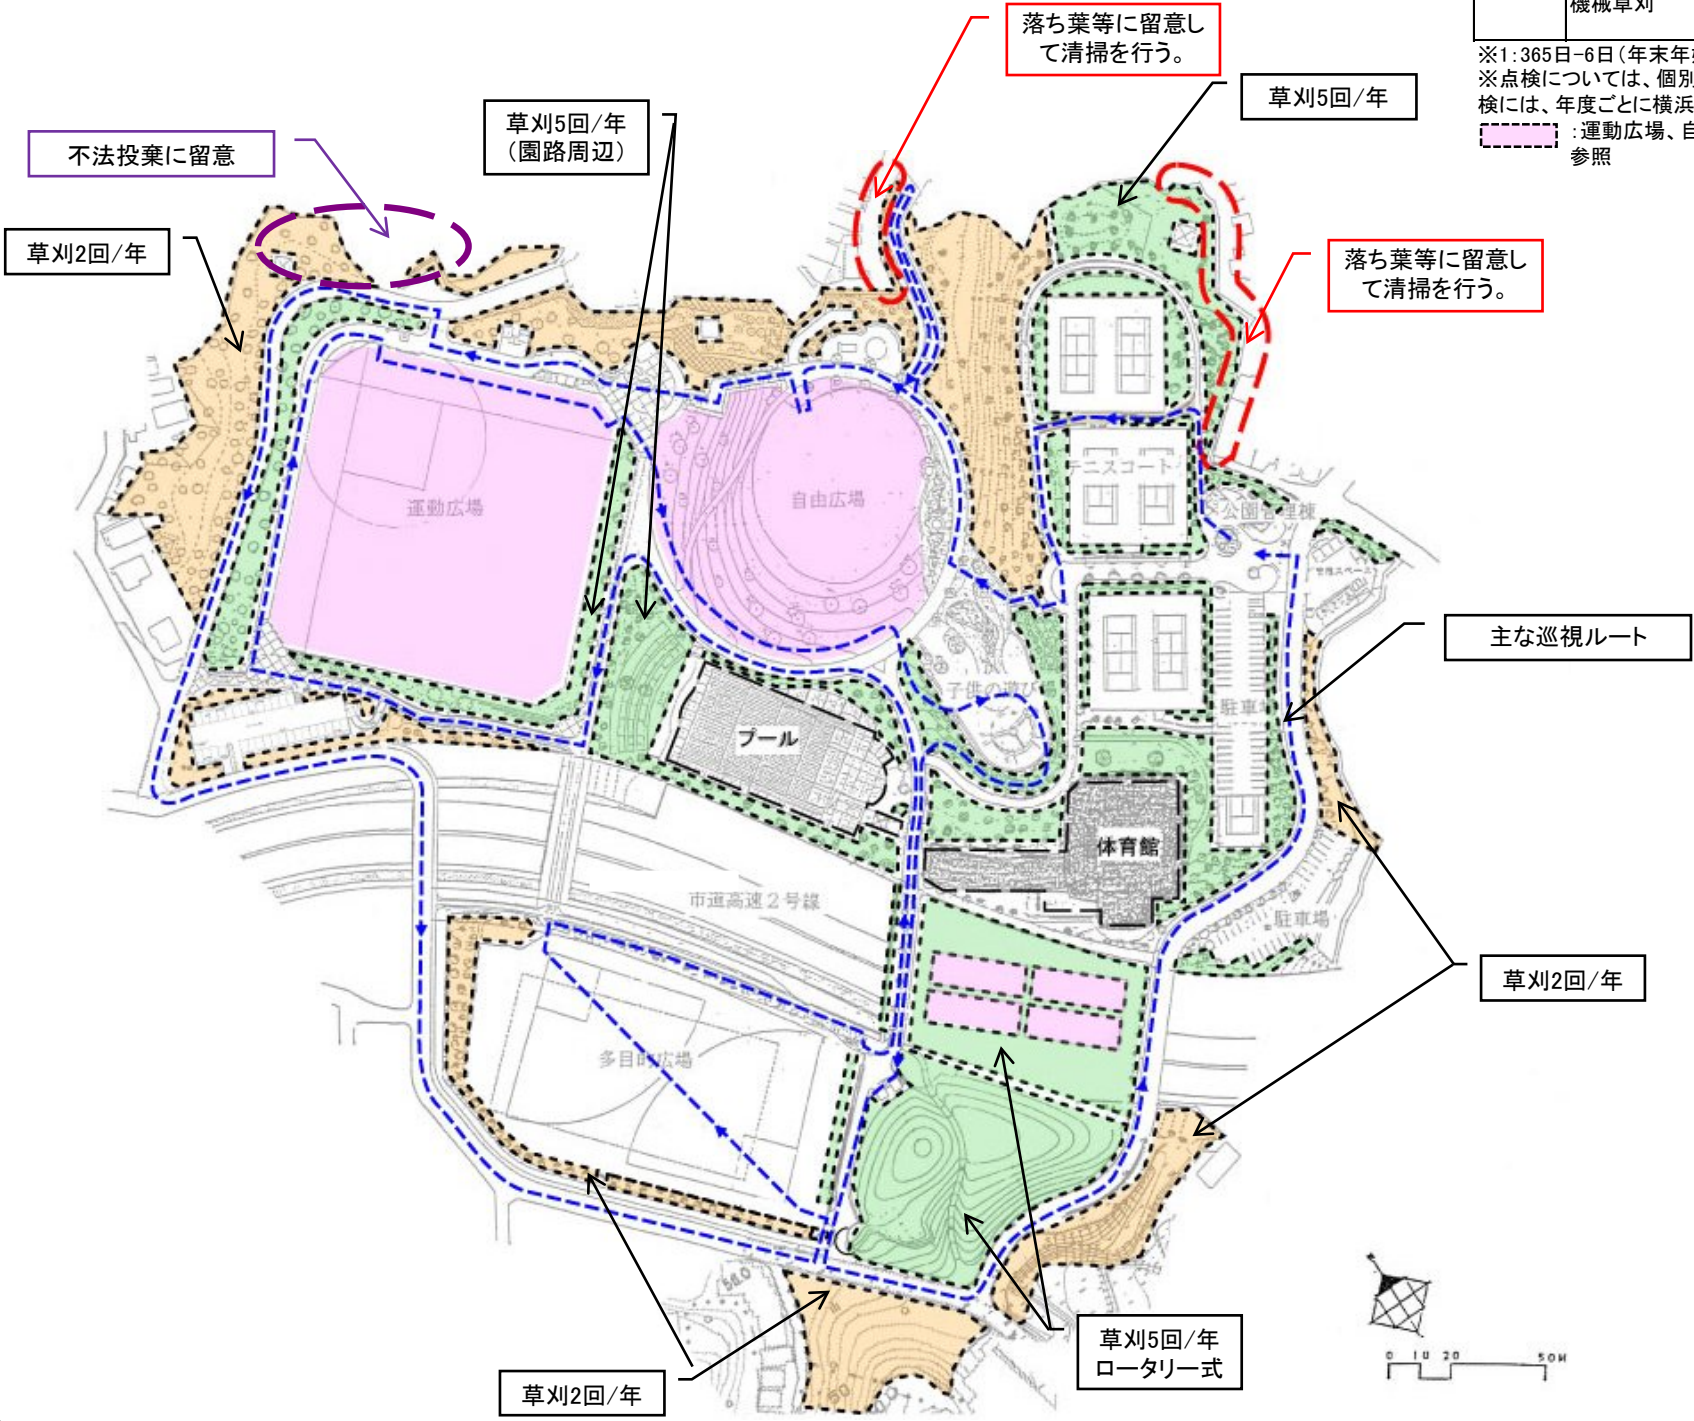 機械草刈
※1:365日-6日(年末年
※点検については、個別
検には、年度ごとに横浜
:運動広場、自
参照
落ち葉等に留意し
て清掃を行う。
草刈5回/年
草刈5回/年
(園路周辺)
不法投棄に留意
草刈2回/年
落ち葉等に留意し
て清掃を行う。
テニスコート
運動広場
自由広場
公園管理棟
主な巡視ルート
子供の遊び
駐車
プール
体育館
市道高速2号線
駐車場
草刈2回/年
多目的広場
56.0
50
草刈5回/年
ロータリー式
草刈2回/年
0 10 20 50M